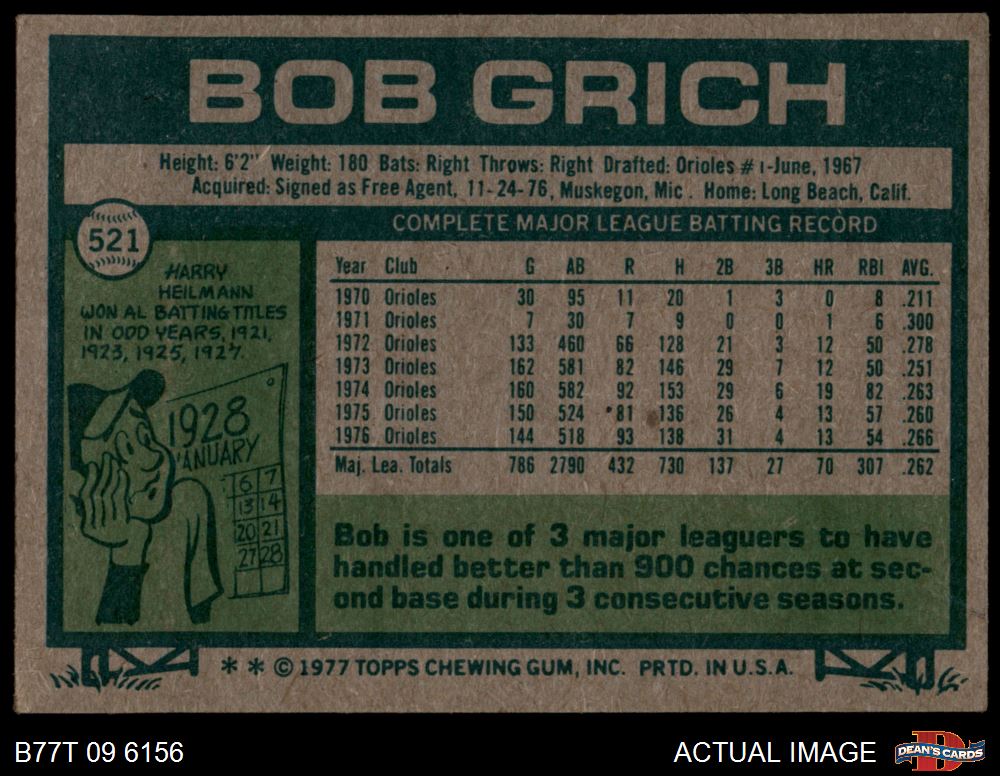 BOB GRICH
Height: 6'2" Weight: 180 Bats: Right Throws: Right Drafted: Orioles #1-June, 1967
Acquired: Signed as Free Agent, 11-24-76, Muskegon, Mic. Home: Long Beach, Calif.
521
COMPLETE MAJOR LEAGUE BATTING RECORD
HARRY
HEILMANN
WON AL BATTING TITLES
IN ODD YEARS, 1921,
1923, 1925, 1927.
1928
JANUARY
6 7
13 14
20 21
27 28
Year Club G AB R H 2B 3B HR RBI AVG.
1970 Orioles 30 95 11 20 1 3 0 8 .211
1971 Orioles 7 30 7 9 0 0 1 6 .300
1972 Orioles 133 460 66 128 21 3 12 50 .278
1973 Orioles 162 581 82 146 29 7 12 50 .251
1974 Orioles 160 582 92 153 29 6 19 82 .263
1975 Orioles 150 524 81 136 26 4 13 57 .260
1976 Orioles 144 518 93 138 31 4 13 54 .266
Maj. Lea. Totals 786 2790 432 730 137 27 70 307 .262
Bob is one of 3 major leaguers to have
handled better than 900 chances at sec-
ond base during 3 consecutive seasons.
* * © 1977 TOPPS CHEWING GUM, INC. PRTD. IN U.S.A.
B77T 09 6156
ACTUAL IMAGE
DEAN'S CARDS